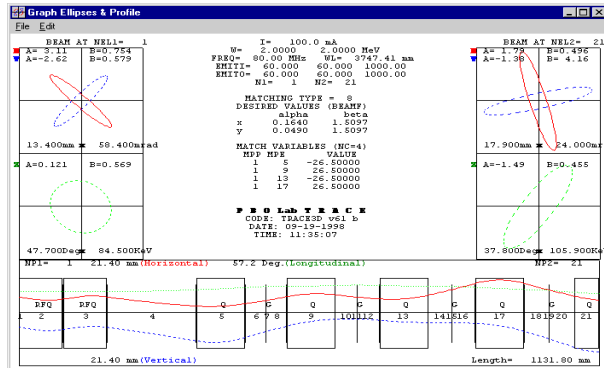 Graph Ellipses & Profile
File Edit
BEAM AT NEL1= 1
H A= 3.11 B=0.754
V A=-2.62 B=0.579
13.400mm x 58.400mrad
Z A=0.121 B=0.569
47.700Deg x 84.500KeV
I= 100.0 mA
W= 2.0000 2.0000 MeV
FREQ= 80.00 MHz WL= 3747.41 mm
EMITI= 60.000 60.000 1000.00
EMITO= 60.000 60.000 1000.00
N1= 1 N2= 21
MATCHING TYPE = 8
DESIRED VALUES (BEAMF)
alpha beta
x 0.1640 1.5097
y 0.0490 1.5097
MATCH VARIABLES (NC=4)
MPP MPE VALUE
1 5 -26.50000
1 9 26.50000
1 13 -26.50000
1 17 26.50000
PBO Lab TRACE
CODE: TRACE3D v61 b
DATE: 09-19-1998
TIME: 11:35:07
BEAM AT NEL2= 21
H A= 1.79 B=0.496
V A=-1.38 B= 4.16
17.900mm x 24.000mr
Z A=-1.49 B=0.455
37.800Deg x 105.900KeV
NP1= 1 21.40 mm(Horizontal) 57.2 Deg.(Longitudinal) NP2= 21
RFQ RFQ Q G Q G Q G Q G Q
1 2 3 4 5 6 7 8 9 10 11 12 13 14 15 16 17 18 19 20 21
21.40 mm(Vertical) Length= 1131.80 mm